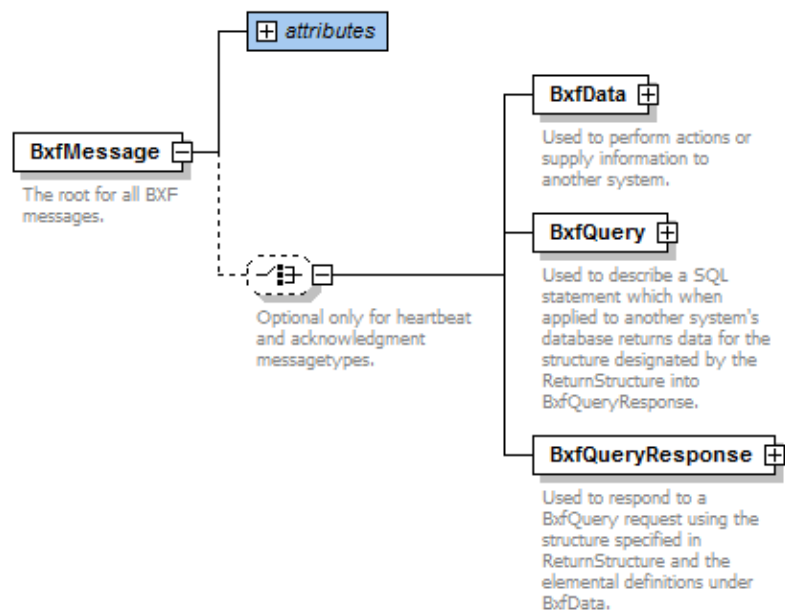 attributes
BxfMessage
The root for all BXF
messages.
Optional only for heartbeat
and acknowledgment
messagetypes.
BxfData
Used to perform actions or
supply information to
another system.
BxfQuery
Used to describe a SQL
statement which when
applied to another system's
database returns data for the
structure designated by the
ReturnStructure into
BxfQueryResponse.
BxfQueryResponse
Used to respond to a
BxfQuery request using the
structure specified in
ReturnStructure and the
elemental definitions under
BxfData.